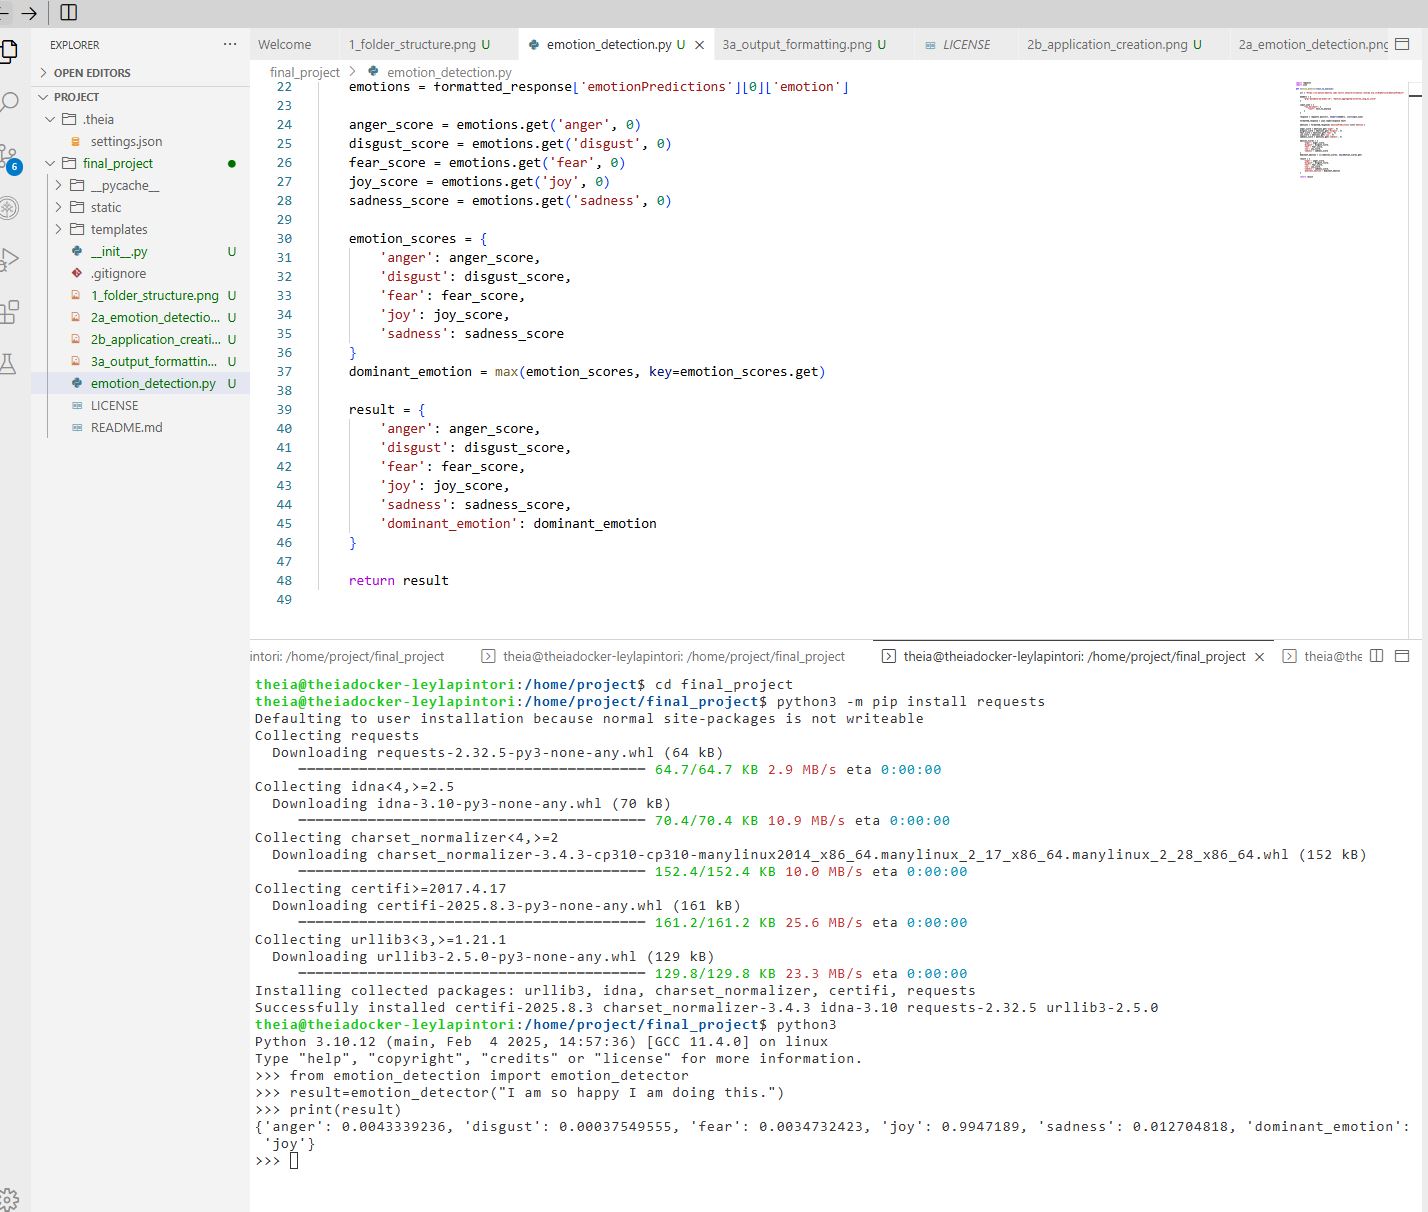 EXPLORER
OPEN EDITORS
PROJECT
.theia
settings.json
final_project
__pycache__
static
templates
__init__.py U
.gitignore
1_folder_structure.png U
2a_emotion_detectio... U
2b_application_creati... U
3a_output_formattin... U
emotion_detection.py U
LICENSE
README.md
6
Welcome 1_folder_structure.png U emotion_detection.py U 3a_output_formatting.png U LICENSE 2b_application_creation.png U 2a_emotion_detection.png
final_project > emotion_detection.py
22 emotions = formatted_response['emotionPredictions'][0]['emotion']
23
24 anger_score = emotions.get('anger', 0)
25 disgust_score = emotions.get('disgust', 0)
26 fear_score = emotions.get('fear', 0)
27 joy_score = emotions.get('joy', 0)
28 sadness_score = emotions.get('sadness', 0)
29
30 emotion_scores = {
31 'anger': anger_score,
32 'disgust': disgust_score,
33 'fear': fear_score,
34 'joy': joy_score,
35 'sadness': sadness_score
36 }
37 dominant_emotion = max(emotion_scores, key=emotion_scores.get)
38
39 result = {
40 'anger': anger_score,
41 'disgust': disgust_score,
42 'fear': fear_score,
43 'joy': joy_score,
44 'sadness': sadness_score,
45 'dominant_emotion': dominant_emotion
46 }
47
48 return result
49
intori: /home/project/final_project theia@theiadocker-leylapintori: /home/project/final_project theia@theiadocker-leylapintori: /home/project/final_project theia@the
theia@theiadocker-leylapintori:/home/project$ cd final_project
theia@theiadocker-leylapintori:/home/project/final_project$ python3 -m pip install requests
Defaulting to user installation because normal site-packages is not writeable
Collecting requests
Downloading requests-2.32.5-py3-none-any.whl (64 kB)
64.7/64.7 KB 2.9 MB/s eta 0:00:00
Collecting idna<4,>=2.5
Downloading idna-3.10-py3-none-any.whl (70 kB)
70.4/70.4 KB 10.9 MB/s eta 0:00:00
Collecting charset_normalizer<4,>=2
Downloading charset_normalizer-3.4.3-cp310-cp310-manylinux2014_x86_64.manylinux_2_17_x86_64.manylinux_2_28_x86_64.whl (152 kB)
152.4/152.4 KB 10.0 MB/s eta 0:00:00
Collecting certifi>=2017.4.17
Downloading certifi-2025.8.3-py3-none-any.whl (161 kB)
161.2/161.2 KB 25.6 MB/s eta 0:00:00
Collecting urllib3<3,>=1.21.1
Downloading urllib3-2.5.0-py3-none-any.whl (129 kB)
129.8/129.8 KB 23.3 MB/s eta 0:00:00
Installing collected packages: urllib3, idna, charset_normalizer, certifi, requests
Successfully installed certifi-2025.8.3 charset_normalizer-3.4.3 idna-3.10 requests-2.32.5 urllib3-2.5.0
theia@theiadocker-leylapintori:/home/project/final_project$ python3
Python 3.10.12 (main, Feb  4 2025, 14:57:36) [GCC 11.4.0] on linux
Type "help", "copyright", "credits" or "license" for more information.
>>> from emotion_detection import emotion_detector
>>> result=emotion_detector("I am so happy I am doing this.")
>>> print(result)
{'anger': 0.0043339236, 'disgust': 0.00037549555, 'fear': 0.0034732423, 'joy': 0.9947189, 'sadness': 0.012704818, 'dominant_emotion':
'joy'}
>>>